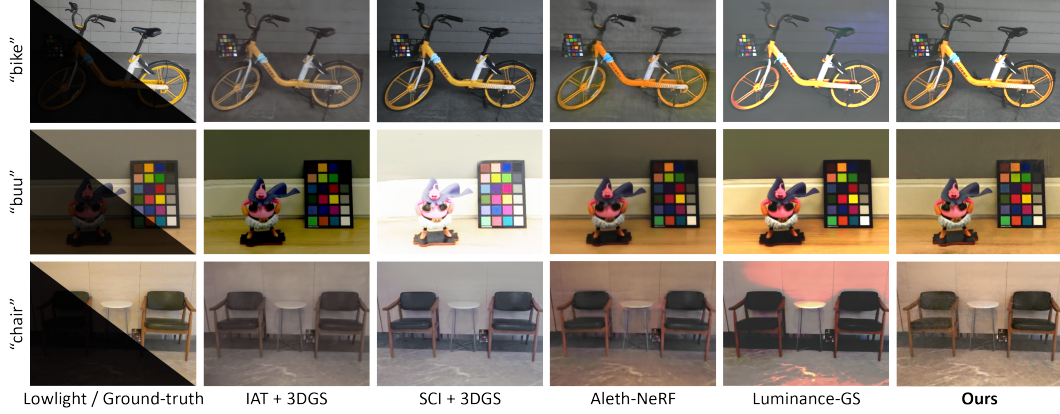 “bike”
“buu”
“chair”
Lowlight / Ground-truth IAT + 3DGS SCI + 3DGS Aleth-NeRF Luminance-GS Ours